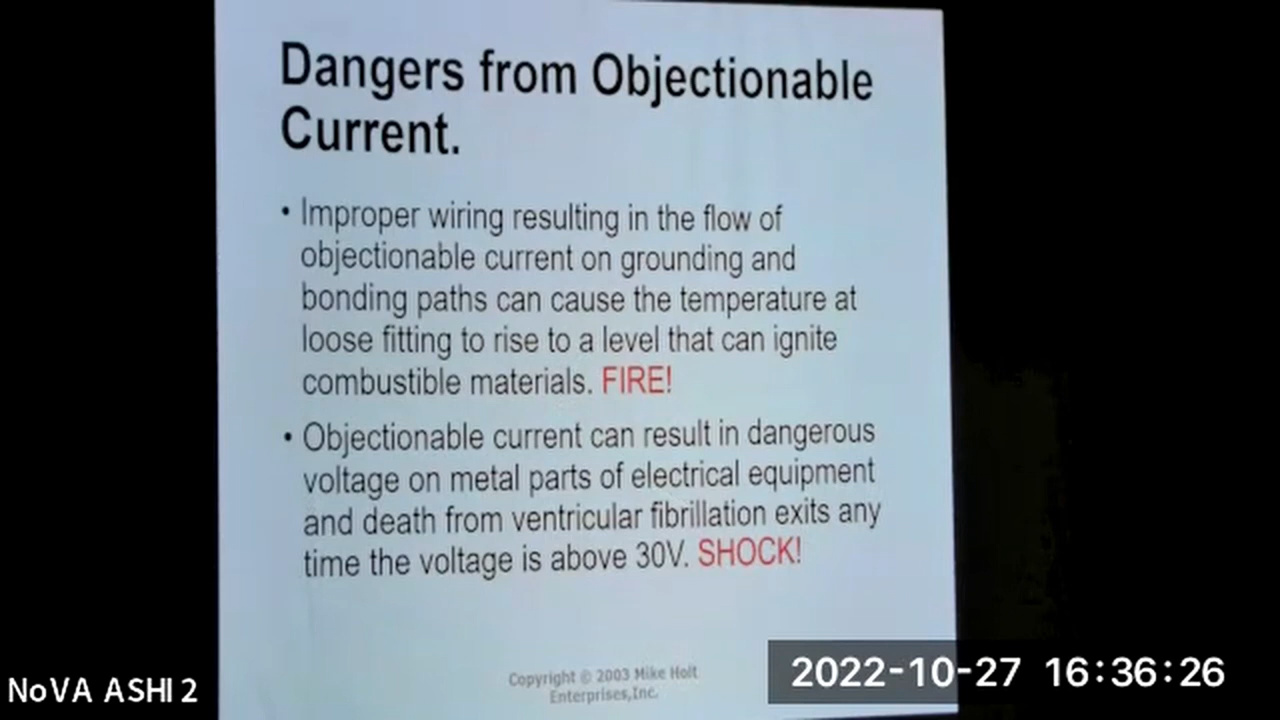 Dangers from Objectionable
Current.
• Improper wiring resulting in the flow of
objectionable current on grounding and
bonding paths can cause the temperature at
loose fitting to rise to a level that can ignite
combustible materials. FIRE!
• Objectionable current can result in dangerous
voltage on metal parts of electrical equipment
and death from ventricular fibrillation exits any
time the voltage is above 30V. SHOCK!
Copyright © 2003 Mike Holt
Enterprises,Inc.
NoVA ASHI 2
2022-10-27 16:36:26